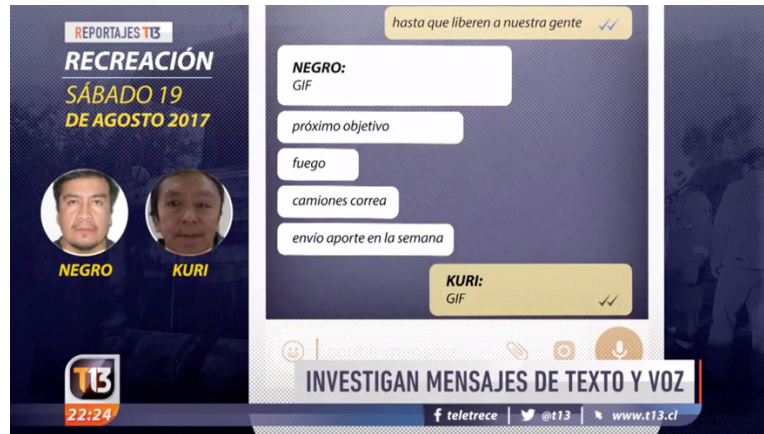 REPORTAJES T13
RECREACIÓN
SÁBADO 19
DE AGOSTO 2017
NEGRO
KURI
hasta que liberen a nuestra gente
NEGRO:
GIF
próximo objetivo
fuego
camiones correa
envío aporte en la semana
KURI:
GIF
T13
22:24
INVESTIGAN MENSAJES DE TEXTO Y VOZ
teletrece
@t13
www.t13.cl